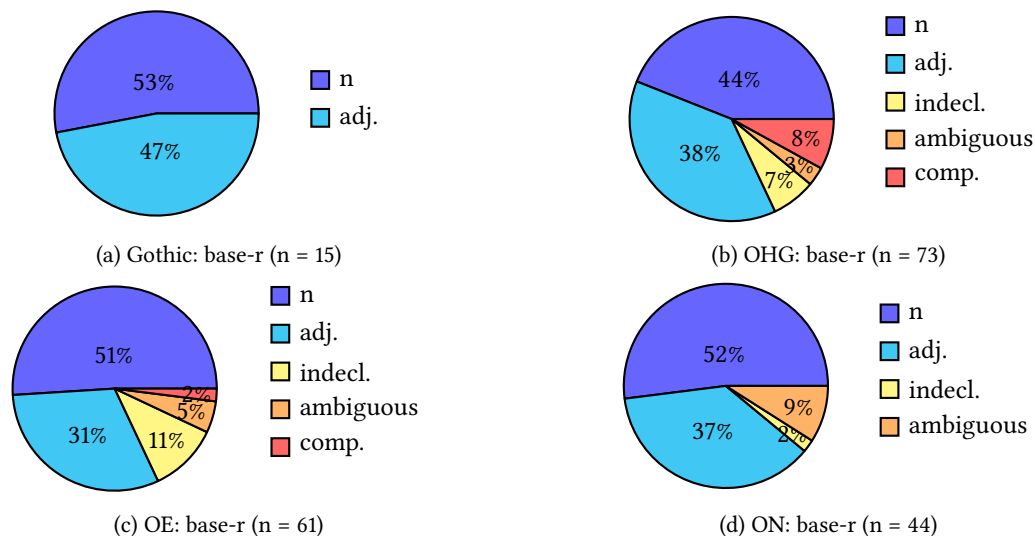 53%
47%
n
adj.
(a) Gothic: base-r (n = 15)
44%
38%
7%
3%
8%
n
adj.
indecl.
ambiguous
comp.
(b) OHG: base-r (n = 73)
51%
31%
11%
5%
2%
n
adj.
indecl.
ambiguous
comp.
(c) OE: base-r (n = 61)
52%
37%
2%
9%
n
adj.
indecl.
ambiguous
(d) ON: base-r (n = 44)